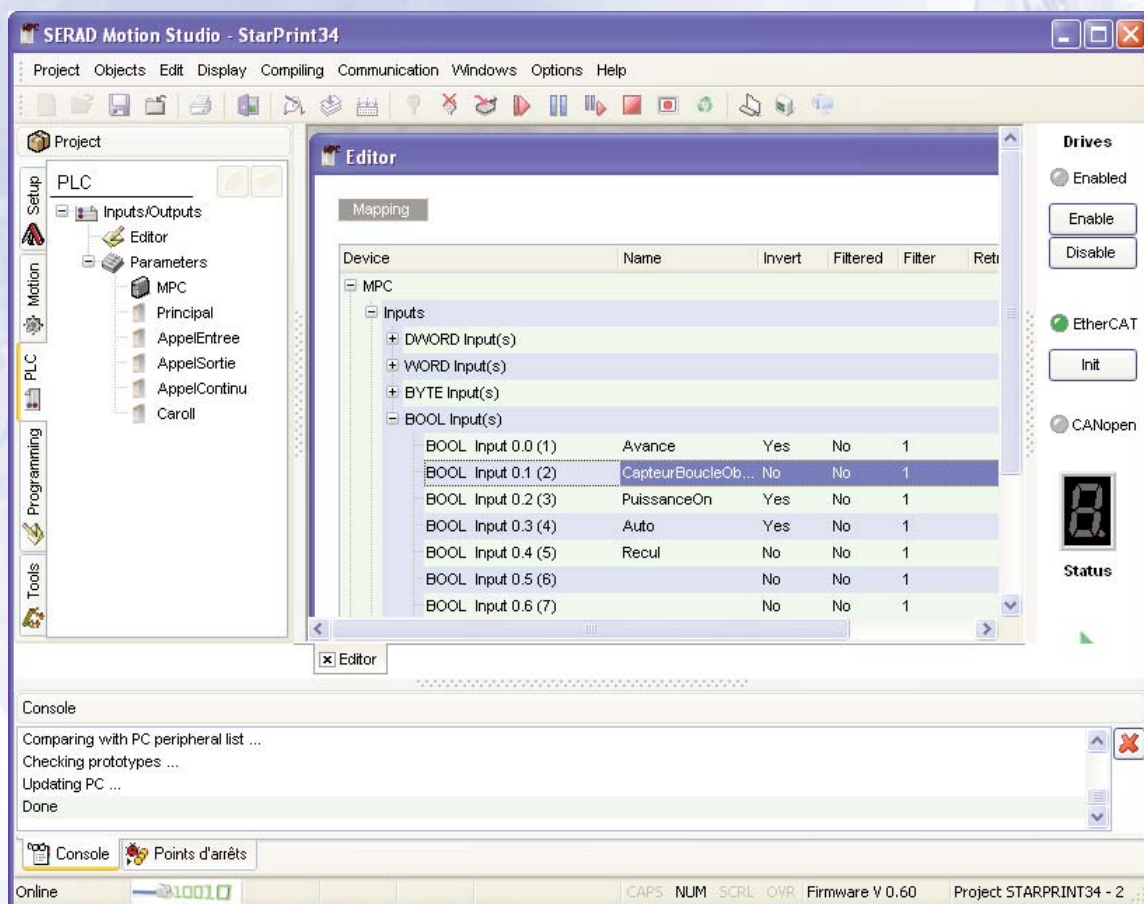 SERAD Motion Studio - StarPrint34
Project Objects Edit Display Compiling Communication Windows Options Help
Project
Setup
Motion
PLC
Programming
Tools
PLC
Inputs/Outputs
Editor
Parameters
MPC
Principal
AppelEntree
AppelSortie
AppelContinu
Caroll
Editor
Mapping
Device Name Invert Filtered Filter Retr
MPC
Inputs
DWORD Input(s)
WORD Input(s)
BYTE Input(s)
BOOL Input(s)
BOOL Input 0.0 (1) Avance Yes No 1
BOOL Input 0.1 (2) CapteurBoucleOb... No No 1
BOOL Input 0.2 (3) PuissanceOn Yes No 1
BOOL Input 0.3 (4) Auto Yes No 1
BOOL Input 0.4 (5) Recul No No 1
BOOL Input 0.5 (6) No No 1
BOOL Input 0.6 (7) No No 1
Editor
Drives
Enabled
Enable
Disable
EtherCAT
Init
CANopen
Status
Console
Comparing with PC peripheral list ...
Checking prototypes ...
Updating PC ...
Done
Console Points d'arrêts
Online 1001 CAPS NUM SCRL OVR Firmware V 0.60 Project STARPRINT34 - 2